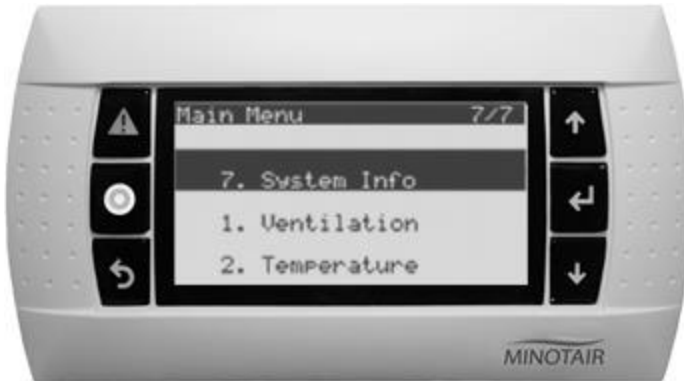 Main Menu 7/7
7. System Info
1. Ventilation
2. Temperature
MINOTAIR